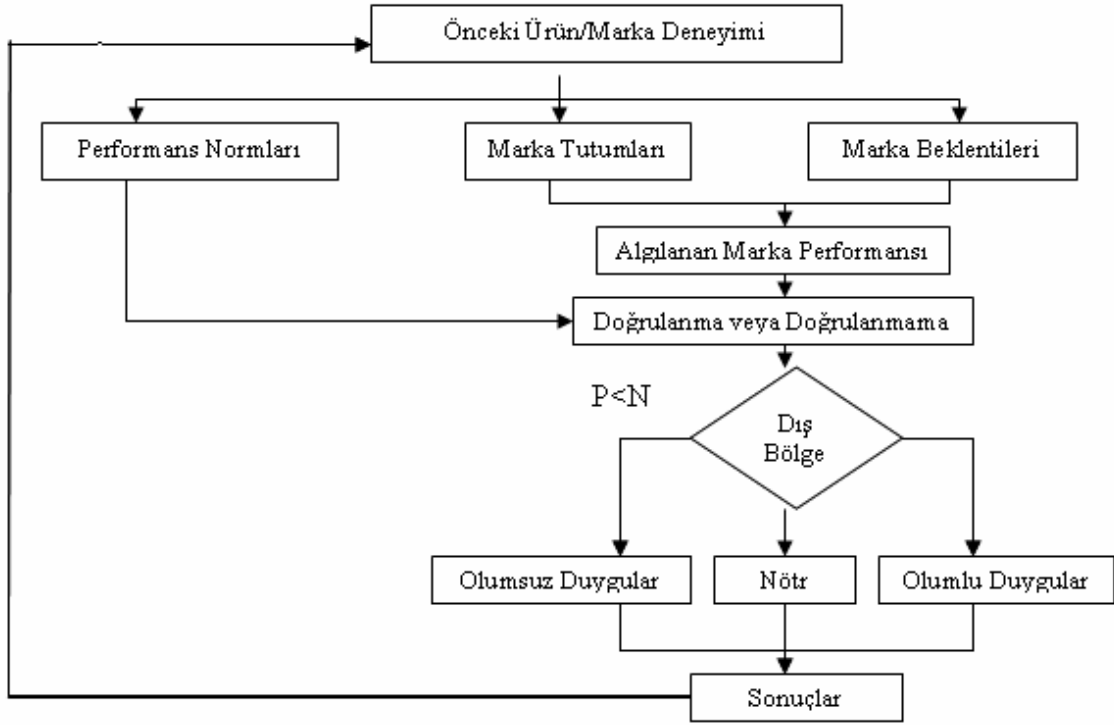 Önceki Ürün/Marka Deneyimi
Performans Normları
Marka Tutumları
Marka Beklentileri
Algılanan Marka Performansı
Doğrulanma veya Doğrulanmama
P<N
Dış
Bölge
Olumsuz Duygular
Nötr
Olumlu Duygular
Sonuçlar